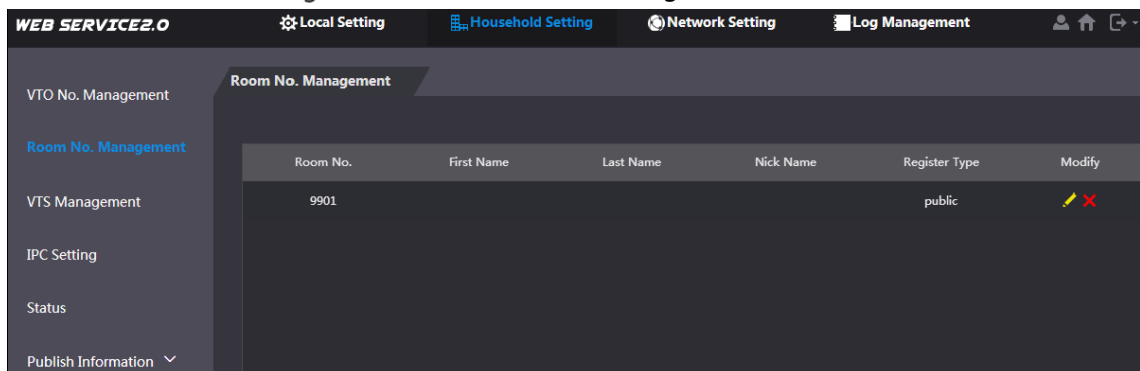 WEB SERVICE2.0 Local Setting Household Setting Network Setting Log Management
VTO No. Management
Room No. Management
VTS Management
IPC Setting
Status
Publish Information
Room No. Management
Room No. First Name Last Name Nick Name Register Type Modify
9901 public